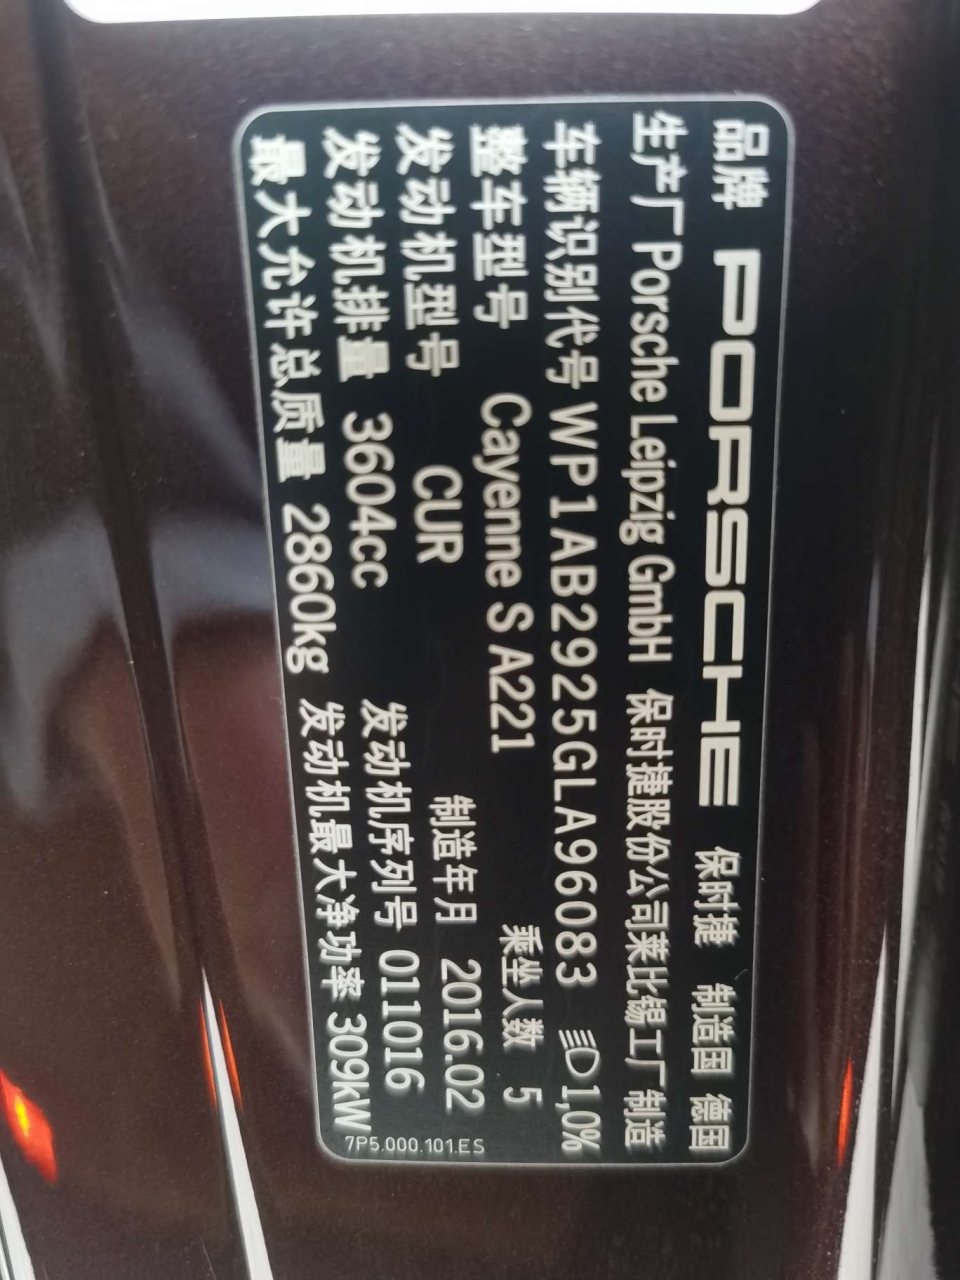 品牌 PORSCHE 保时捷 制造国 德国
生产厂 Porsche Leipzig GmbH 保时捷股份公司莱比锡工厂制造
车辆识别代号 WP1AB2925GLA96083 1,0%
整车型号 Cayenne S A221 乘坐人数 5
发动机型号 CUR 制造年月 2016.02
发动机排量 3604cc 发动机序列号 011016
最大允许总质量 2860kg 发动机最大净功率 309kW
7P5.000.101.ES